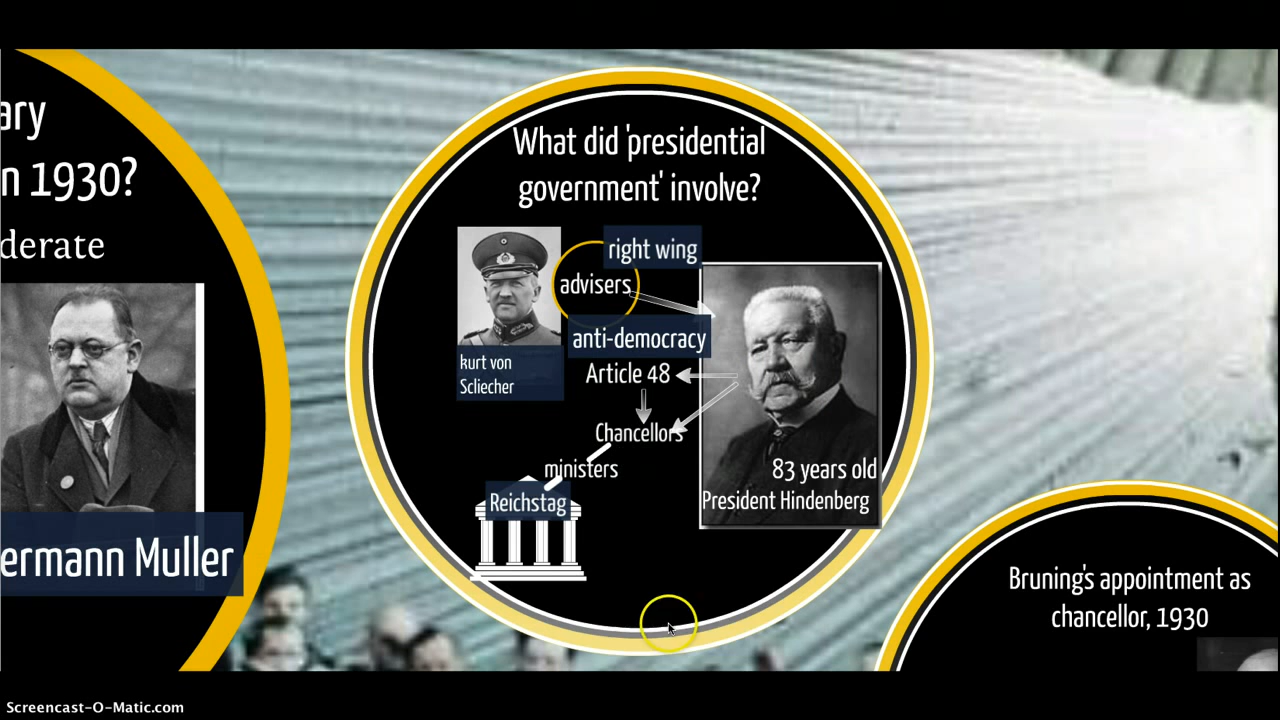 ary
n 1930?
derate
ermann Muller
What did 'presidential
government' involve?
right wing
advisers
anti-democracy
kurt von
Sliecher
Article 48
Chancellors
ministers
Reichstag
83 years old
President Hindenberg
Bruning's appointment as
chancellor, 1930
Screencast-O-Matic.com